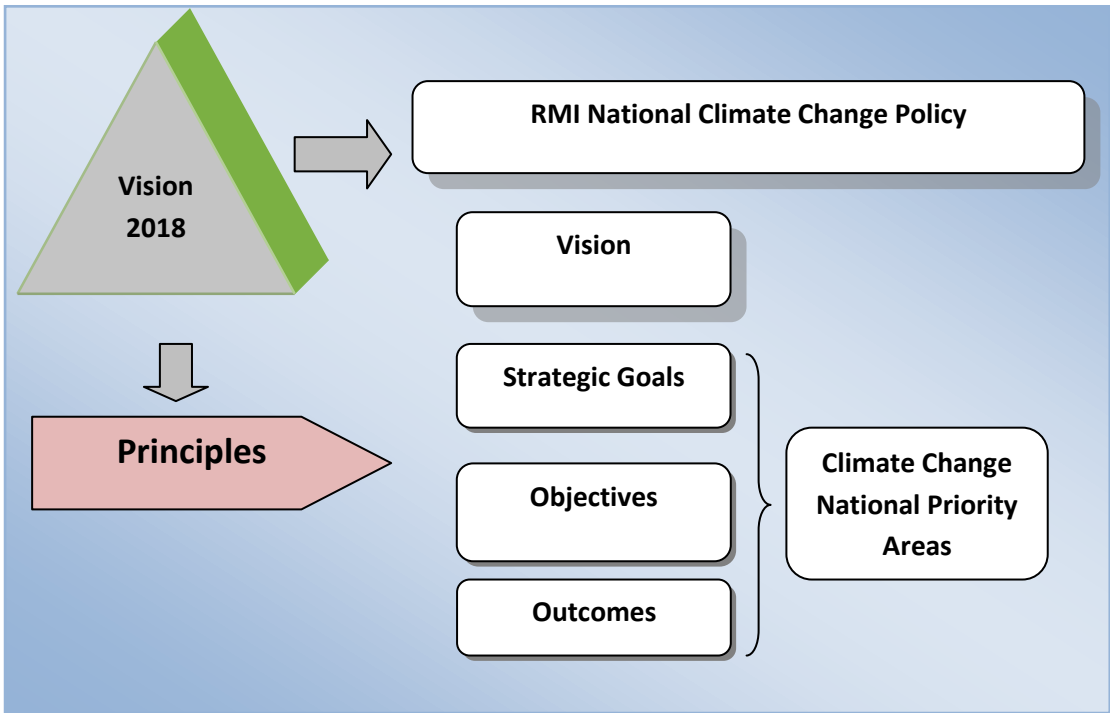 Vision
2018
RMI National Climate Change Policy
Vision
Strategic Goals
Principles
Objectives
Outcomes
Climate Change
National Priority
Areas